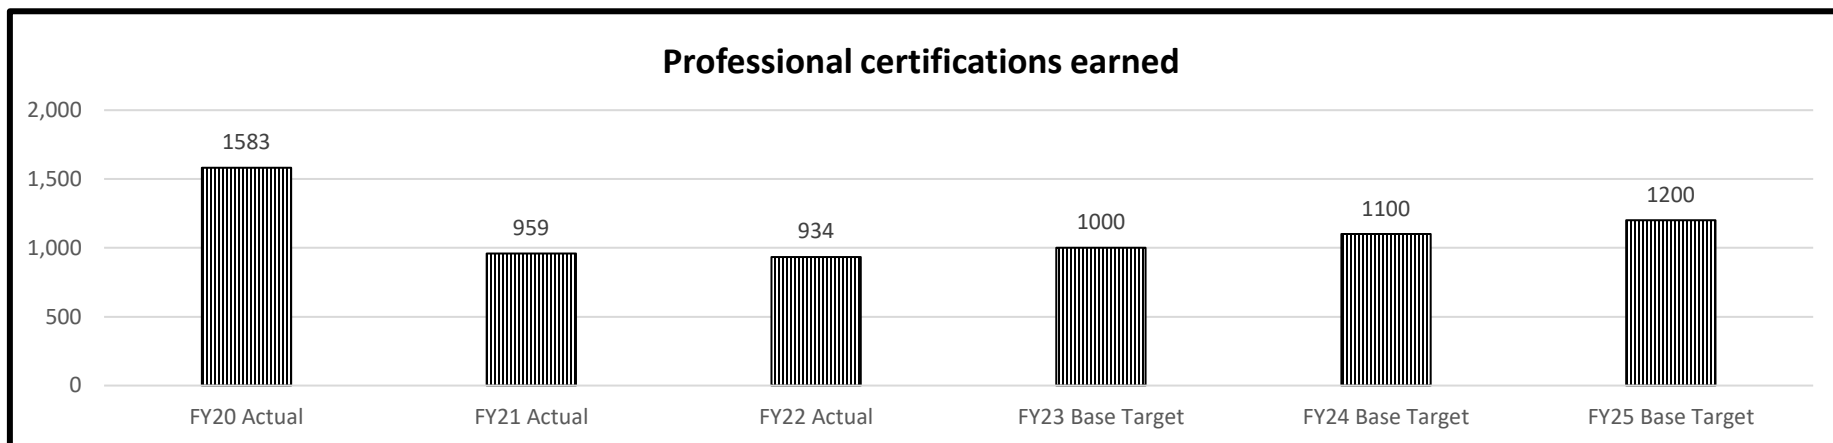 Professional certifications earned
2,000
1,500
1,000
500
0
1583
959
934
1000
1100
1200
FY20 Actual
FY21 Actual
FY22 Actual
FY23 Base Target
FY24 Base Target
FY25 Base Target